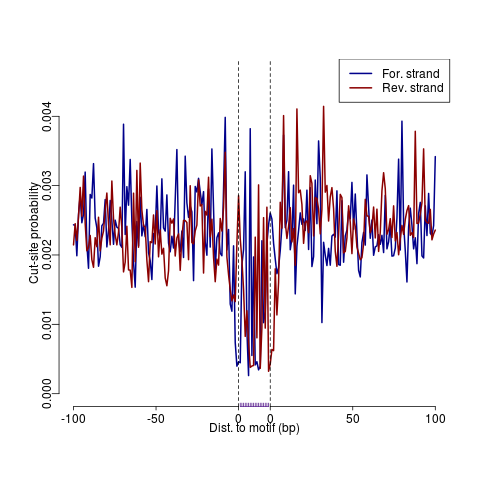 For. strand
Rev. strand
Cut-site probability
0.004
0.003
0.002
0.001
0.000
-100 -50 0 0 50 100
Dist. to motif (bp)